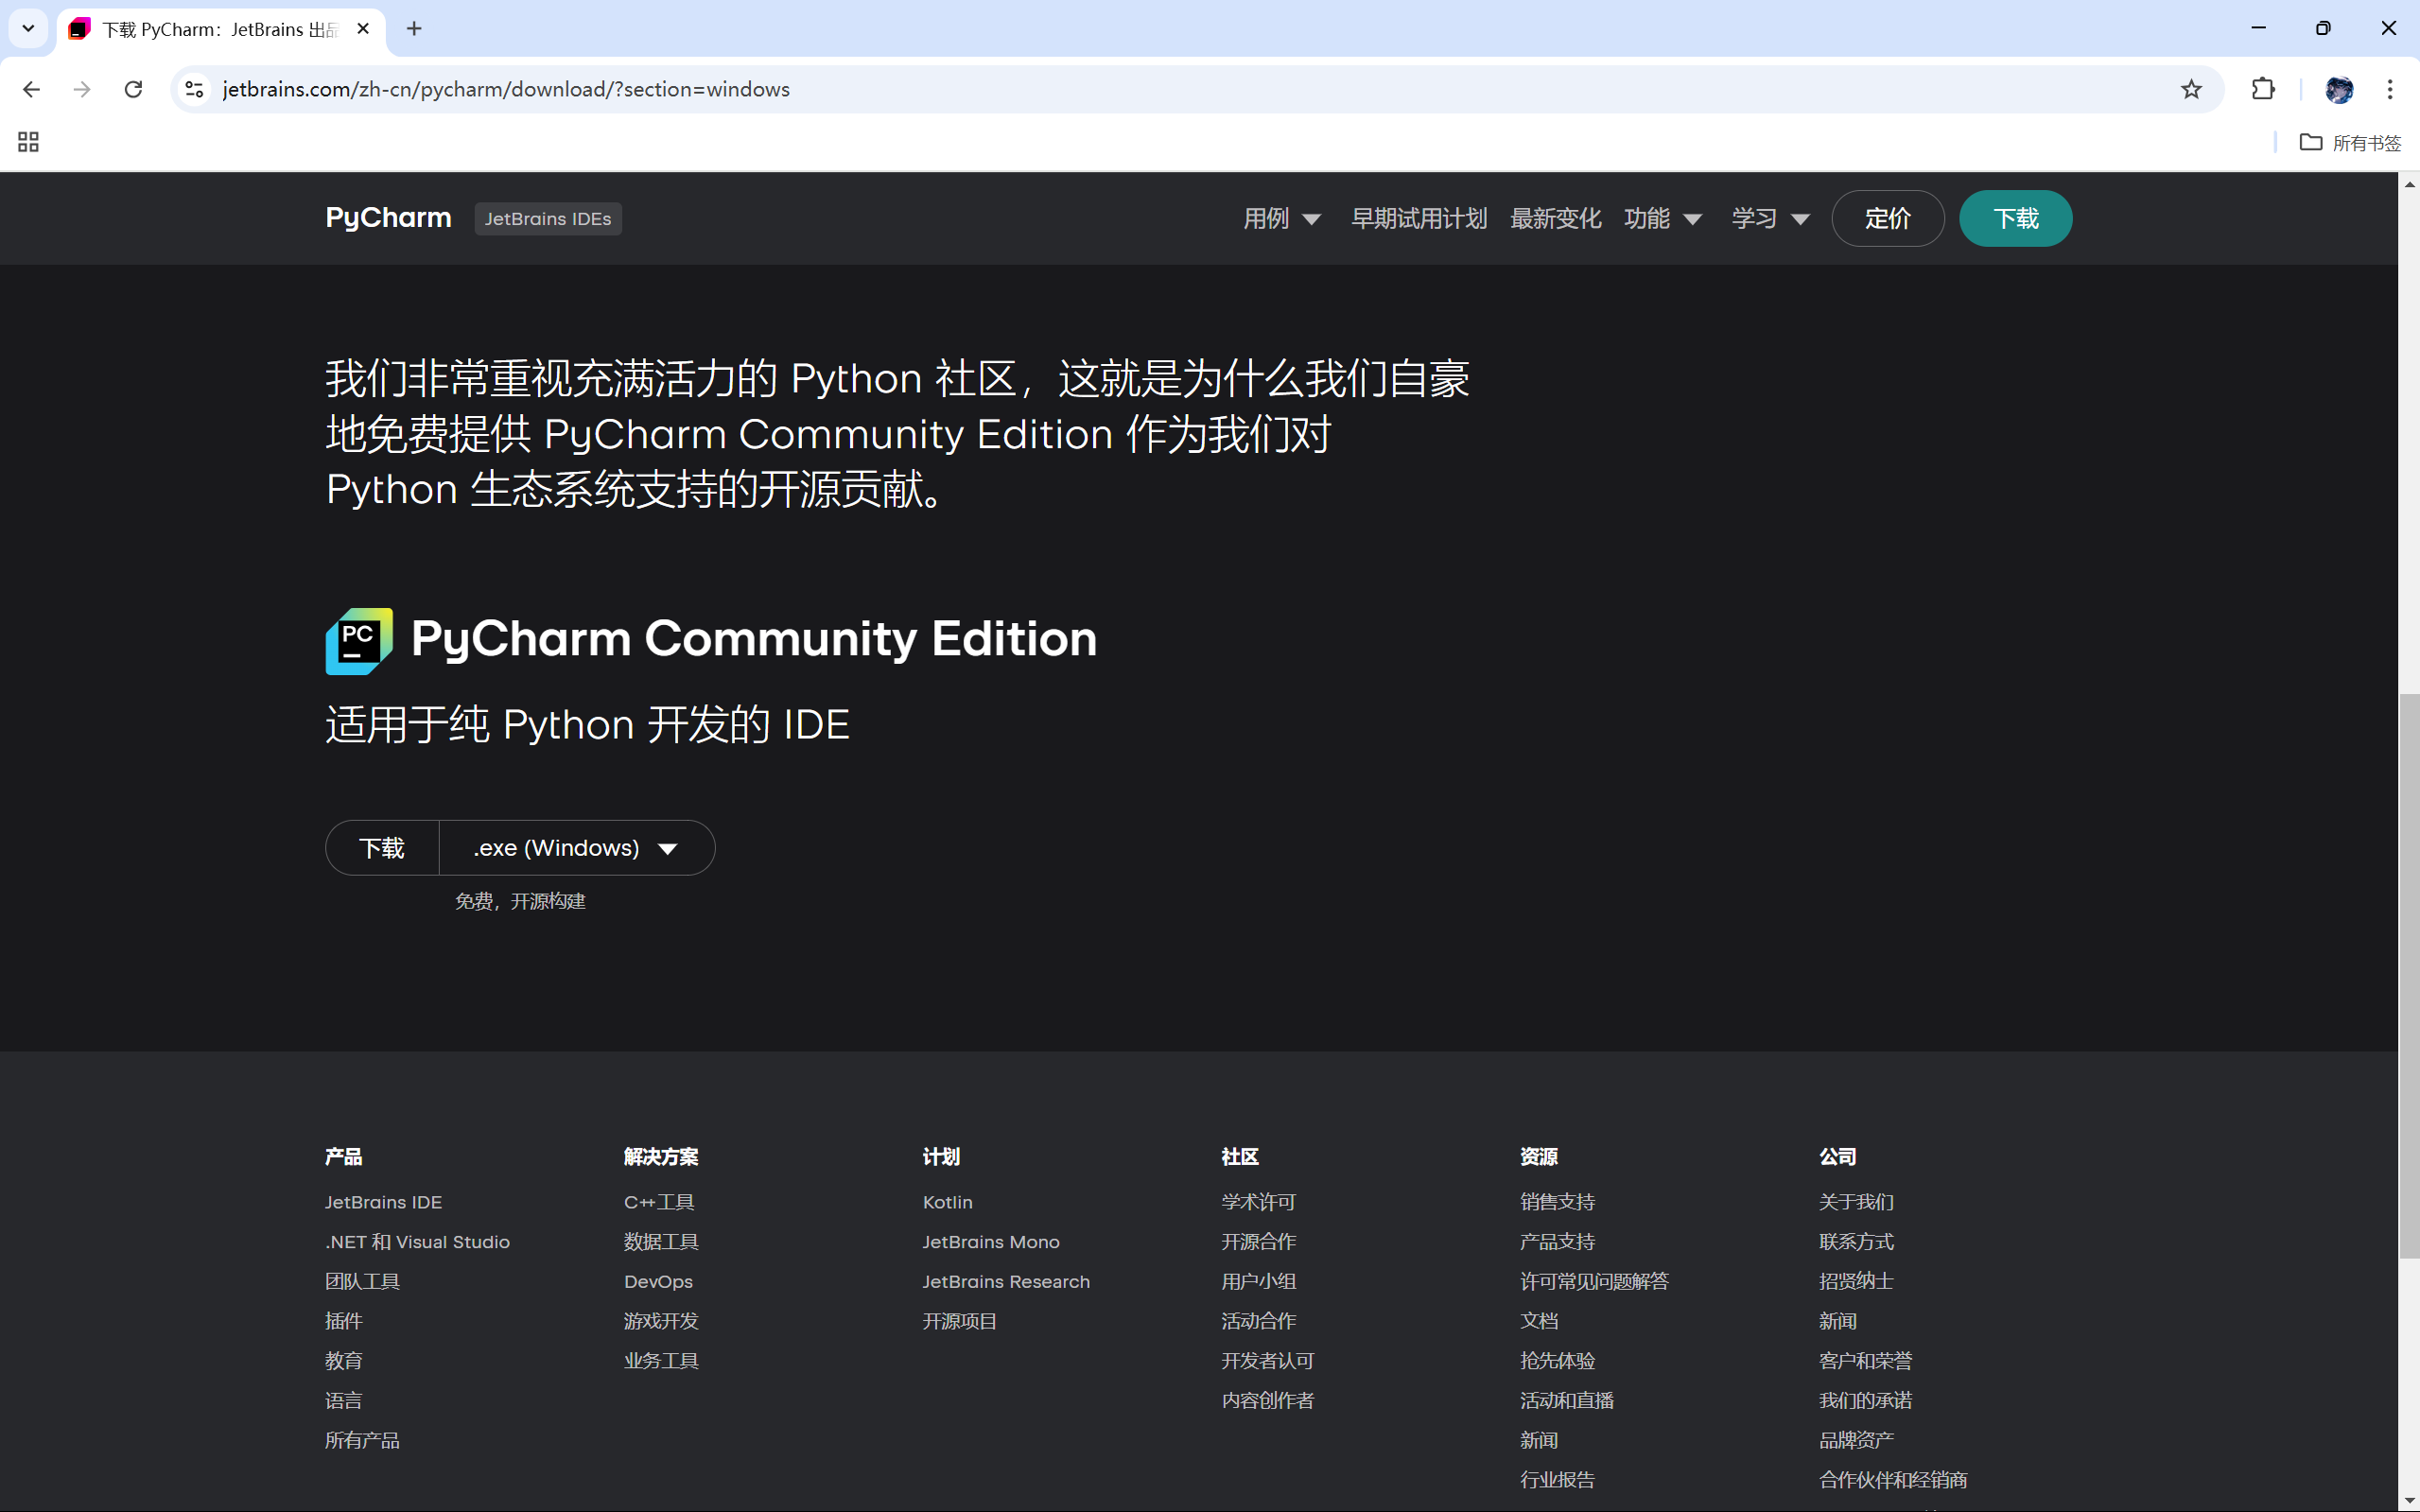 下载 PyCharm：JetBrains 出品
jetbrains.com/zh-cn/pycharm/download/?section=windows
所有书签
PyCharm JetBrains IDEs 用例 早期试用计划 最新变化 功能 学习 定价 下载
我们非常重视充满活力的 Python 社区，这就是为什么我们自豪
地免费提供 PyCharm Community Edition 作为我们对
Python 生态系统支持的开源贡献。
PC PyCharm Community Edition
适用于纯 Python 开发的 IDE
下载 .exe (Windows)
免费，开源构建
产品
JetBrains IDE
.NET 和 Visual Studio
团队工具
插件
教育
语言
所有产品
解决方案
C++工具
数据工具
DevOps
游戏开发
业务工具
计划
Kotlin
JetBrains Mono
JetBrains Research
开源项目
社区
学术许可
开源合作
用户小组
活动合作
开发者认可
内容创作者
资源
销售支持
产品支持
许可常见问题解答
文档
抢先体验
活动和直播
新闻
行业报告
公司
关于我们
联系方式
招贤纳士
新闻
客户和荣誉
我们的承诺
品牌资产
合作伙伴和经销商